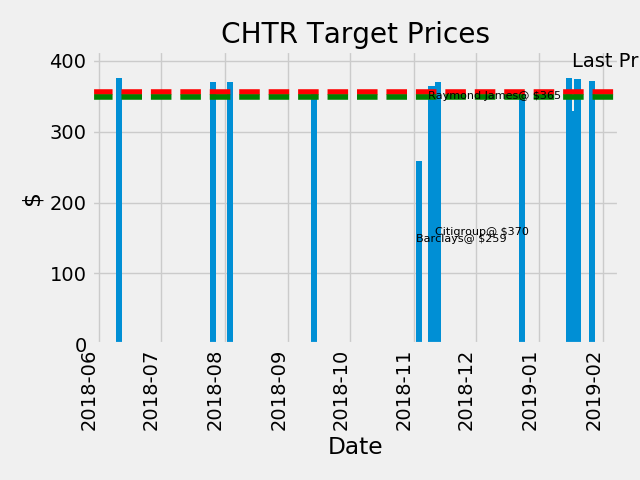 CHTR Target Prices
Last Pr
400
300
200
100
0
$
Raymond James@ $365
Citigroup@ $370
Barclays@ $259
2018-06
2018-07
2018-08
2018-09
2018-10
2018-11
2018-12
2019-01
2019-02
Date